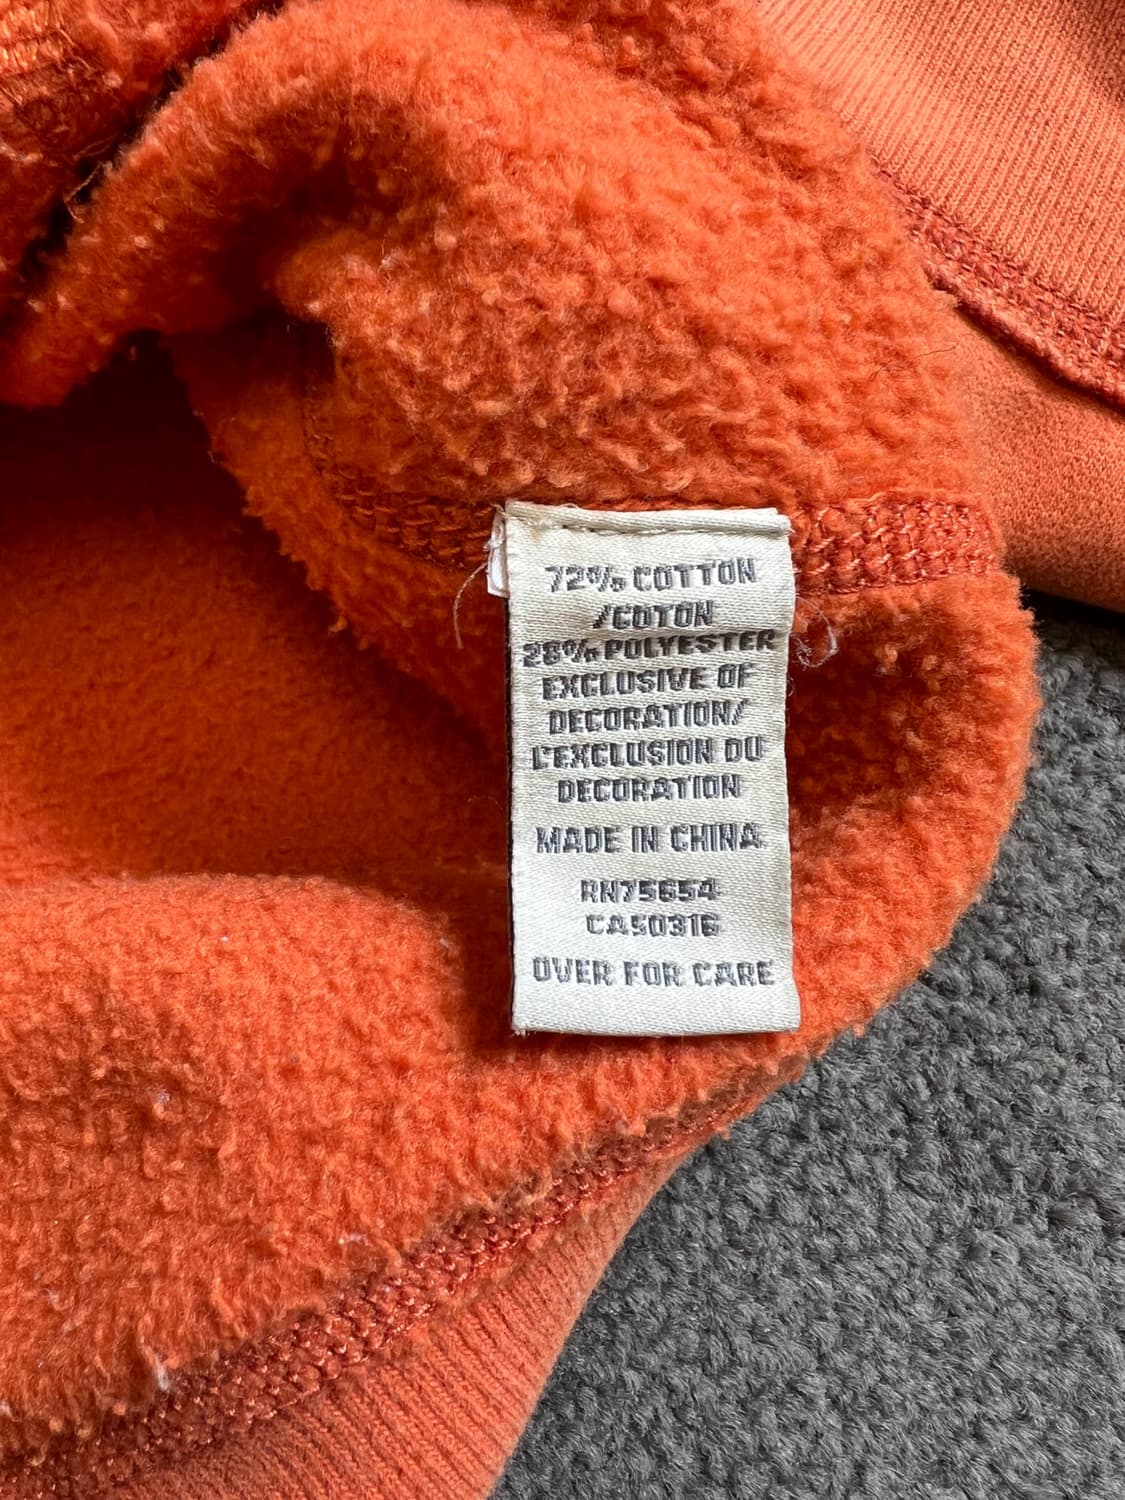 72% COTTON
/COTON
28% POLYESTER
EXCLUSIVE OF
DECORATION/
L'EXCLUSION DU
DECORATION
MADE IN CHINA
RN75654
CA50316
OVER FOR CARE